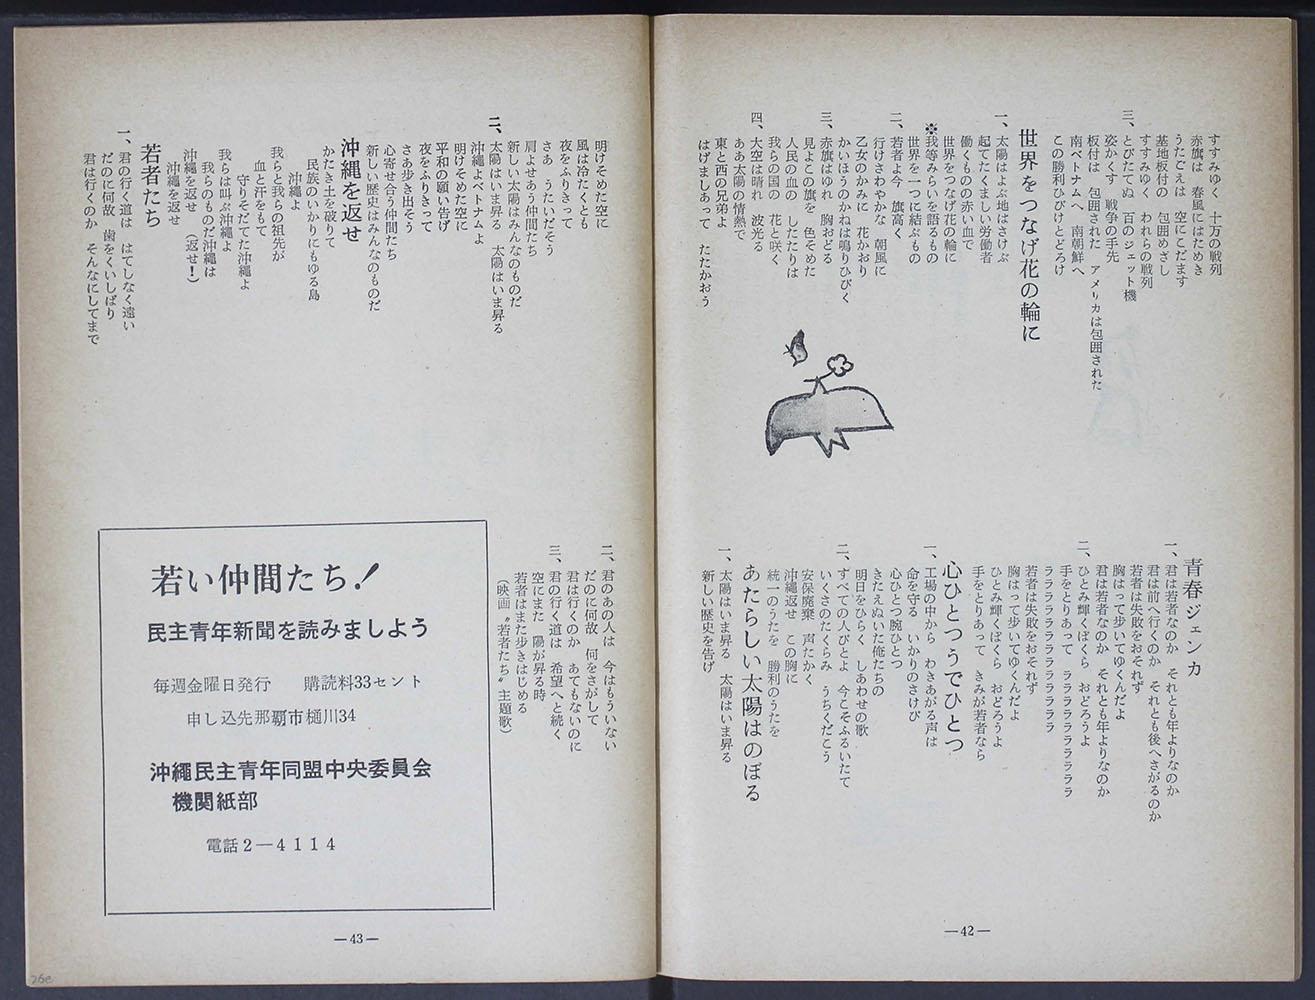 すすみゆく　十万の戦列
赤旗は　春風にはためき
うたごえは　空にこだます
基地板付の　包囲めざし
すすみゆく　われらの戦列
三、とびたてぬ　百のジェット機
姿かくす　戦争の手先
板付は　包囲された　アメリカは包囲された
南ベトナムへ　南朝鮮へ
この勝利ひびけとどろけ
世界をつなげ花の輪に
一、太陽はよぶ地はさけぶ
起てたくましい労働者
働くものの赤い血で
世界をつなげ花の輪に
※我等みらいを語るもの
世界を一つに結ぶもの
二、若者よ今　旗高く
行けさわやかな　朝風に
乙女のかみに　花かおり
かいほうのかねは鳴りひびく
三、赤旗はゆれ　胸おどる
見よこの旗を　色そめた
人民の血の　したたりは
我らの国の　花と咲く
四、大空は晴れ　波光る
ああ太陽の情熱で
東と西の兄弟よ
はげましあって　たたかおう
青春ジェンカ
一、君は若者なのか　それとも年よりなのか
君は前へ行くのか　それとも後へさがるのか
若者は失敗をおそれず
胸はって歩いてゆくんだよ
君は若者なのか　それとも年よりなのか
二、ひとみ輝くぼくら　おどろうよ
手をとりあって　ララララララララララ
ララララララララララララララ
若者は失敗をおそれず
胸はって歩いてゆくんだよ
ひとみ輝くぼくら　おどろうよ
手をとりあって　きみが若者なら
心ひとつうでひとつ
一、工場の中から　わきあがる声は
命を守る　いかりのさけび
心ひとつ腕ひとつ
きたえぬいた俺たちの
明日をひらく　しあわせの歌
二、すべての人びとよ　今こそふるいたて
いくさのたくらみ　うちくだこう
安保廃棄　声たかく
沖縄返せ　この胸に
統一のうたを　勝利のうたを
あたらしい太陽はのぼる
一、太陽はいま昇る　太陽はいま昇る
新しい歴史を告げ
—42—
明けそめた空に
風は冷たくとも
夜をふりきって
さあ　うたいだそう
肩よせあう仲間たち
新しい太陽はみんなのものだ
二、太陽はいま昇る　太陽はいま昇る
沖縄よベトナムよ
明けそめた空に
平和の願い告げ
夜をふりきって
さあ歩き出そう
心寄せ合う仲間たち
新しい歴史はみんなのものだ
沖縄を返せ
かたき土を破りて
民族のいかりにもゆる島
沖縄よ
我らと我らの祖先が
血と汗をもて
守りそだてた沖縄よ
我らは叫ぶ沖縄よ
我らのものだ沖縄は
沖縄を返せ　（返せ！）
沖縄を返せ
若者たち
一、君の行く道は　はてしなく遠い
だのに何故　歯をくいしばり
君は行くのか　そんなにしてまで
二、君のあの人は　今はもういない
だのに何故　何をさがして
君は行くのか　あてもないのに
三、君の行く道は　希望へと続く
空にまた　陽が昇る時
若者はまた歩きはじめる
（映画〝若者たち〟主題歌）
若い仲間たち！
民主青年新聞を読みましよう
毎週金曜日発行　購読料33セント
申し込先那覇市樋川34
沖縄民主青年同盟中央委員会
機関紙部
電話2—4114
—43—
26e